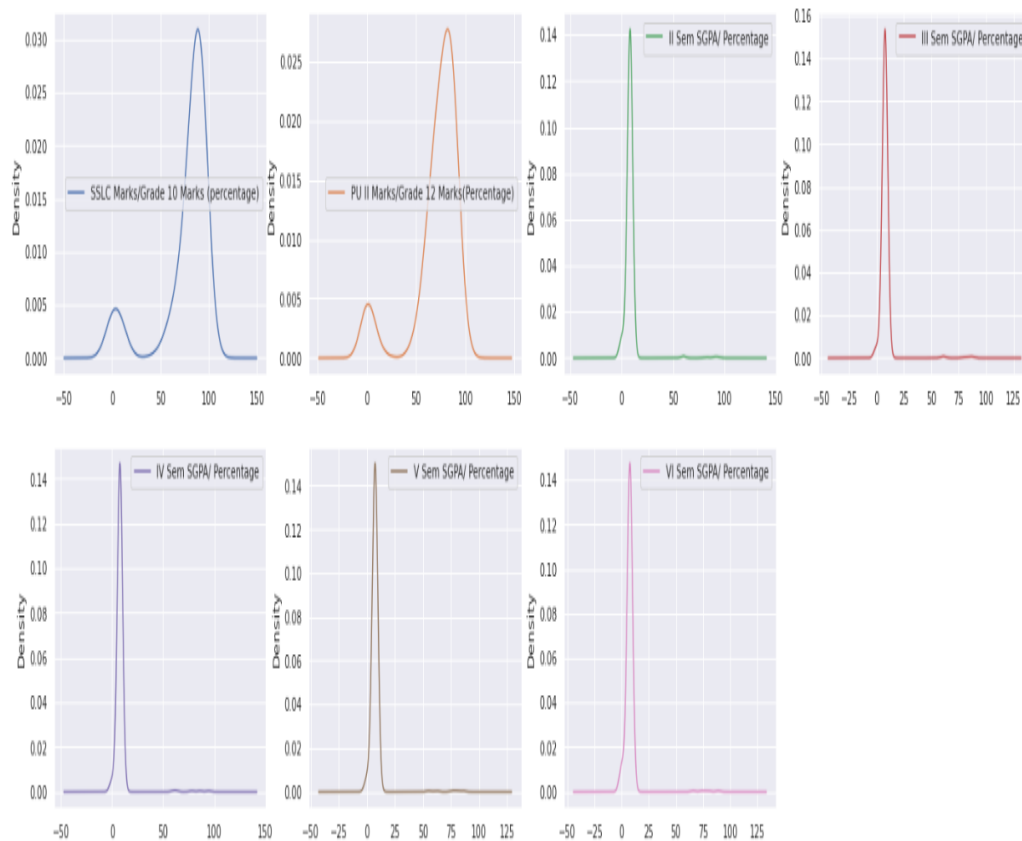 SSLC Marks/Grade 10 Marks (percentage)
Density
0.030
0.025
0.020
0.015
0.010
0.005
0.000
−50 0 50 100 150
PU II Marks/Grade 12 Marks(Percentage)
Density
0.025
0.020
0.015
0.010
0.005
0.000
−50 0 50 100 150
II Sem SGPA/ Percentage
Density
0.14
0.12
0.10
0.08
0.06
0.04
0.02
0.00
−50 0 50 100 150
III Sem SGPA/ Percentage
Density
0.16
0.14
0.12
0.10
0.08
0.06
0.04
0.02
0.00
−50 −25 0 25 50 75 100 125
IV Sem SGPA/ Percentage
Density
0.14
0.12
0.10
0.08
0.06
0.04
0.02
0.00
−50 0 50 100 150
V Sem SGPA/ Percentage
Density
0.14
0.12
0.10
0.08
0.06
0.04
0.02
0.00
−50 −25 0 25 50 75 100 125
VI Sem SGPA/ Percentage
Density
0.14
0.12
0.10
0.08
0.06
0.04
0.02
0.00
−50 −25 0 25 50 75 100 125